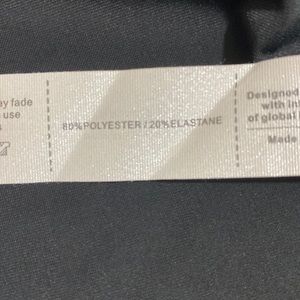 ay fade
use
80%POLYESTER / 20%ELASTANE
Designed
with in
of global
Made